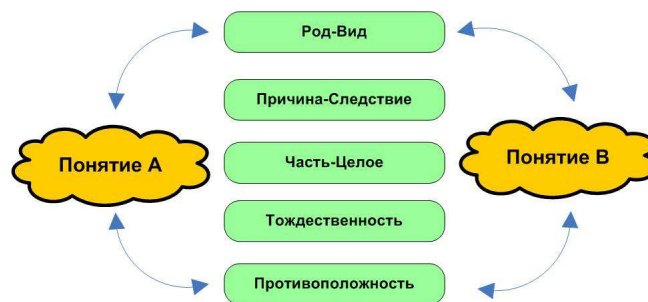 Род-Вид
Причина-Следствие
Понятие А
Часть-Целое
Понятие В
Тождественность
Противоположность